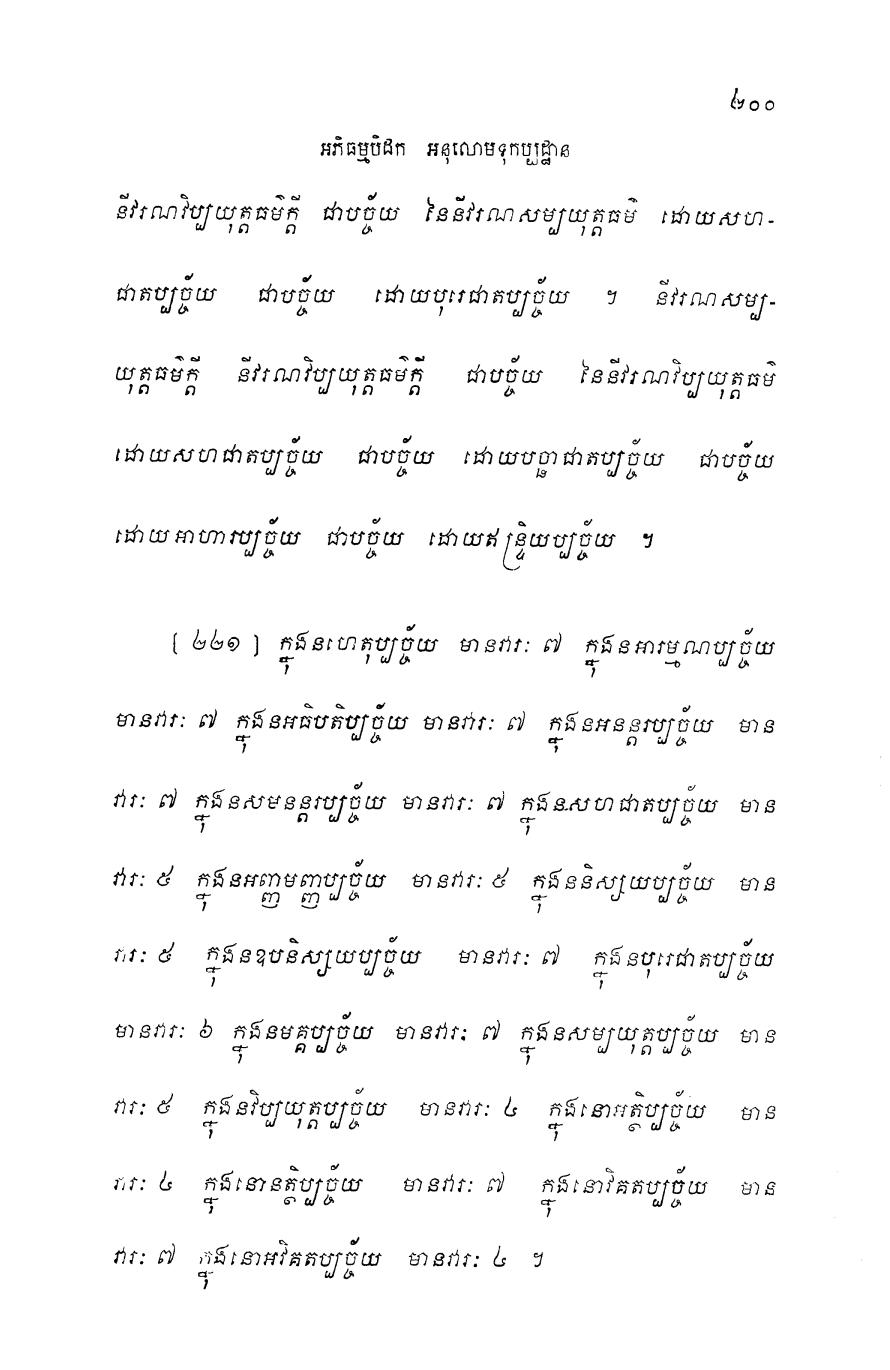 ២០០
អភិធម្មបិដក អនុលោមទុកប្បដ្ឋាន
នីវរណវិប្បយុត្តធម៌ក្តី ជាបច្ច័យ នៃនីវរណសម្បយុត្តធម៌ ដោយសហ-
ជាតប្បច្ច័យ ជាបច្ច័យ ដោយបុរេជាតប្បច្ច័យ ។ នីវរណសម្ប-
យុត្តធម៌ក្តី នីវរណវិប្បយុត្តធម៌ក្តី ជាបច្ច័យ នៃនីវរណវិប្បយុត្តធម៌
ដោយសហជាតប្បច្ច័យ ជាបច្ច័យ ដោយបច្ឆាជាតប្បច្ច័យ ជាបច្ច័យ
ដោយអាហារប្បច្ច័យ ជាបច្ច័យ ដោយឥន្ទ្រិយប្បច្ច័យ ។
[ ២២១ ] ក្នុងនហេតុប្បច្ច័យ មានវារៈ ៧ ក្នុងនអារម្មណប្បច្ច័យ
មានវារៈ ៧ ក្នុងនអធិបតិប្បច្ច័យ មានវារៈ ៧ ក្នុងនអនន្តរប្បច្ច័យ មាន
វារៈ ៧ ក្នុងនសមនន្តរប្បច្ច័យ មានវារៈ ៧ ក្នុងនសហជាតប្បច្ច័យ មាន
វារៈ ៥ ក្នុងនអញ្ញាមញ្ញប្បច្ច័យ មានវារៈ ៥ ក្នុងននិស្សយប្បច្ច័យ មាន
វារៈ ៥ ក្នុងនឧបនិស្សយប្បច្ច័យ មានវារៈ ៧ ក្នុងនបុរេជាតប្បច្ច័យ
មានវារៈ ៦ ក្នុងនមគ្គប្បច្ច័យ មានវារៈ ៧ ក្នុងនសម្បយុត្តប្បច្ច័យ មាន
វារៈ ៥ ក្នុងនវិប្បយុត្តប្បច្ច័យ មានវារៈ ៤ ក្នុងនោអត្ថិប្បច្ច័យ មាន
វារៈ ៤ ក្នុងនោនត្ថិប្បច្ច័យ មានវារៈ ៧ ក្នុងនោវិគតប្បច្ច័យ មាន
វារៈ ៧ ក្នុងនោអវិគតប្បច្ច័យ មានវារៈ ៤ ។